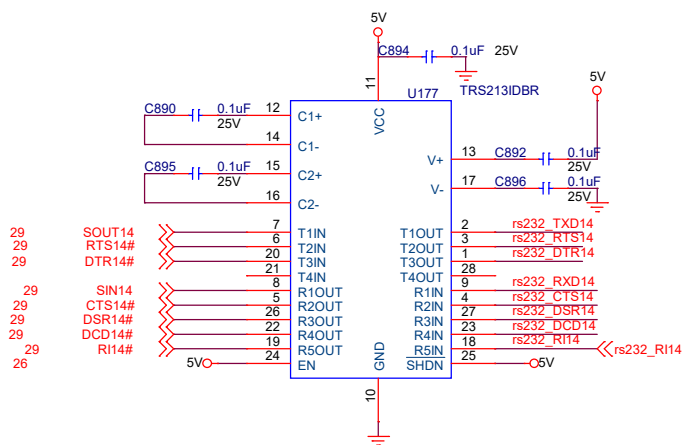 5V
C894 0.1uF 25V
5V
11
U177 TRS213IDBR
VCC
C890 0.1uF 12 C1+
25V
14 C1-
C895 0.1uF 15 C2+
25V
16 C2-
V+ 13 C892 0.1uF
25V
V- 17 C896 0.1uF
25V
29 SOUT14 7 T1IN T1OUT 2 rs232_TXD14
29 RTS14# 6 T2IN T2OUT 3 rs232_RTS14
29 DTR14# 20 T3IN T3OUT 1 rs232_DTR14
21 T4IN T4OUT 28
29 SIN14 8 R1OUT R1IN 9 rs232_RXD14
29 CTS14# 5 R2OUT R2IN 4 rs232_CTS14
29 DSR14# 26 R3OUT R3IN 27 rs232_DSR14
29 DCD14# 22 R4OUT R4IN 23 rs232_DCD14
29 RI14# 19 R5OUT R5IN 18 rs232_RI14 rs232_RI14
26 5V 24 EN SHDN 25 5V
GND
10